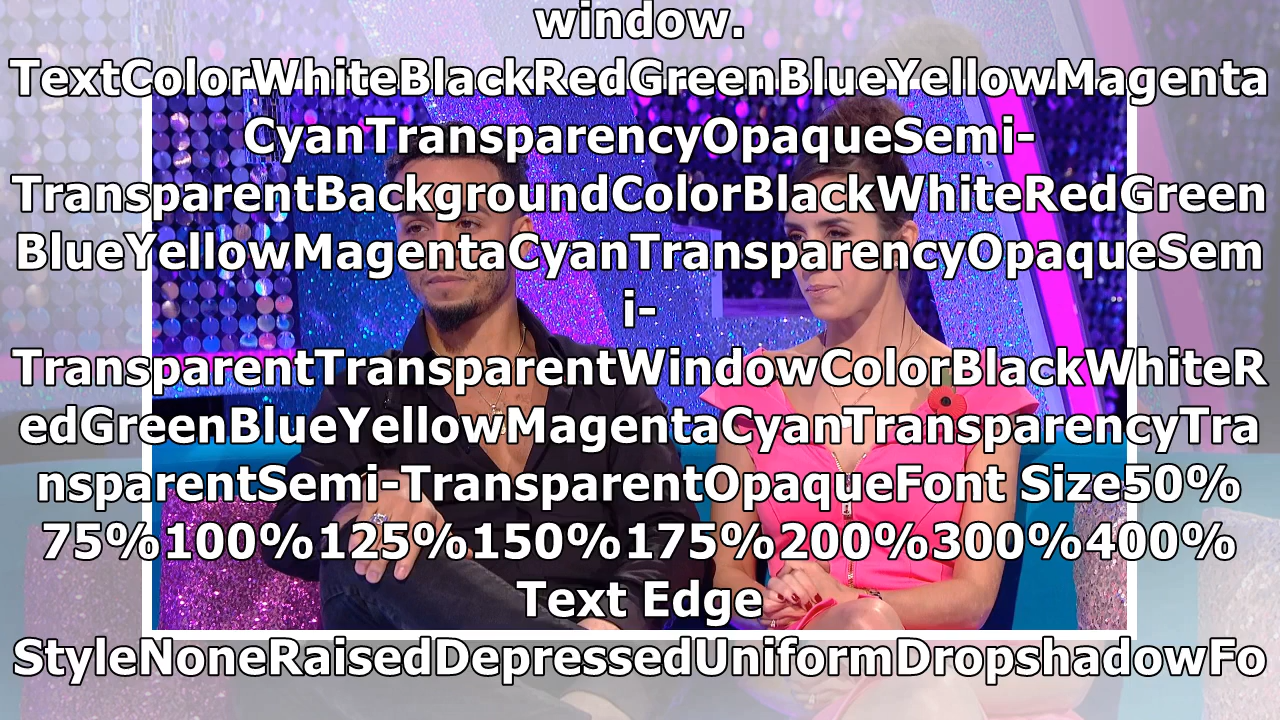 window.
TextColorWhiteBlackRedGreenBlueYellowMagenta
CyanTransparencyOpaqueSemi-
TransparentBackgroundColorBlackWhiteRedGreen
BlueYellowMagentaCyanTransparencyOpaqueSem
i-
TransparentTransparentWindowColorBlackWhiteR
edGreenBlueYellowMagentaCyanTransparencyTra
nsparentSemi-TransparentOpaqueFont Size50%
75%100%125%150%175%200%300%400%
Text Edge
StyleNoneRaisedDepressedUniformDropshadowFo